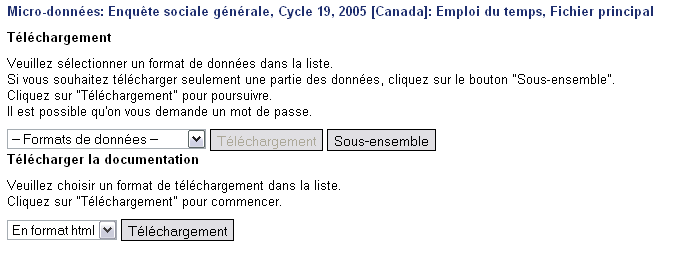 Micro-données: Enquète sociale générale, Cycle 19, 2005 [Canada]: Emploi du temps, Fichier principal
Téléchargement
Veuillez sélectionner un format de données dans la liste.
Si vous souhaitez télécharger seulement une partie des données, cliquez sur le bouton "Sous-ensemble".
Cliquez sur "Téléchargement" pour poursuivre.
Il est possible qu'on vous demande un mot de passe.
-- Formats de données -- Téléchargement Sous-ensemble
Télécharger la documentation
Veuillez choisir un format de téléchargement dans la liste.
Cliquez sur "Téléchargement" pour commencer.
En format html Téléchargement